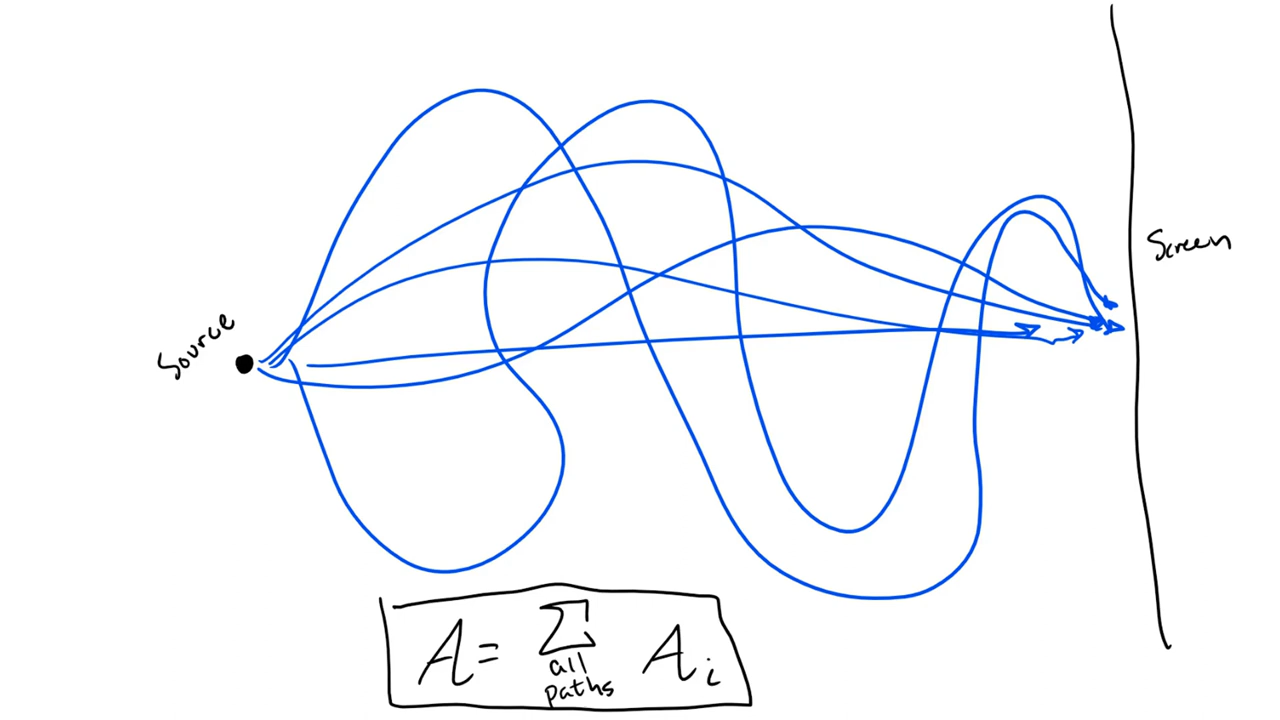 Source
Screen
A = Σ A_i
all
paths